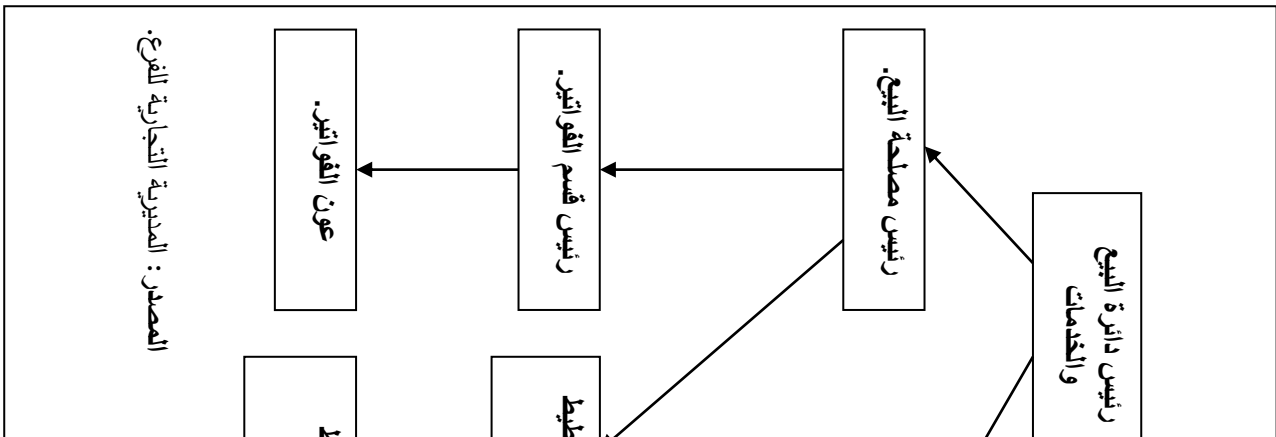 رئيس دائرة البيع
والخدمات
رئيس مصلحة البيع.
رئيس قسم الفواتير.
عون الفواتير.
المصدر: المديرية التجارية للفرع.